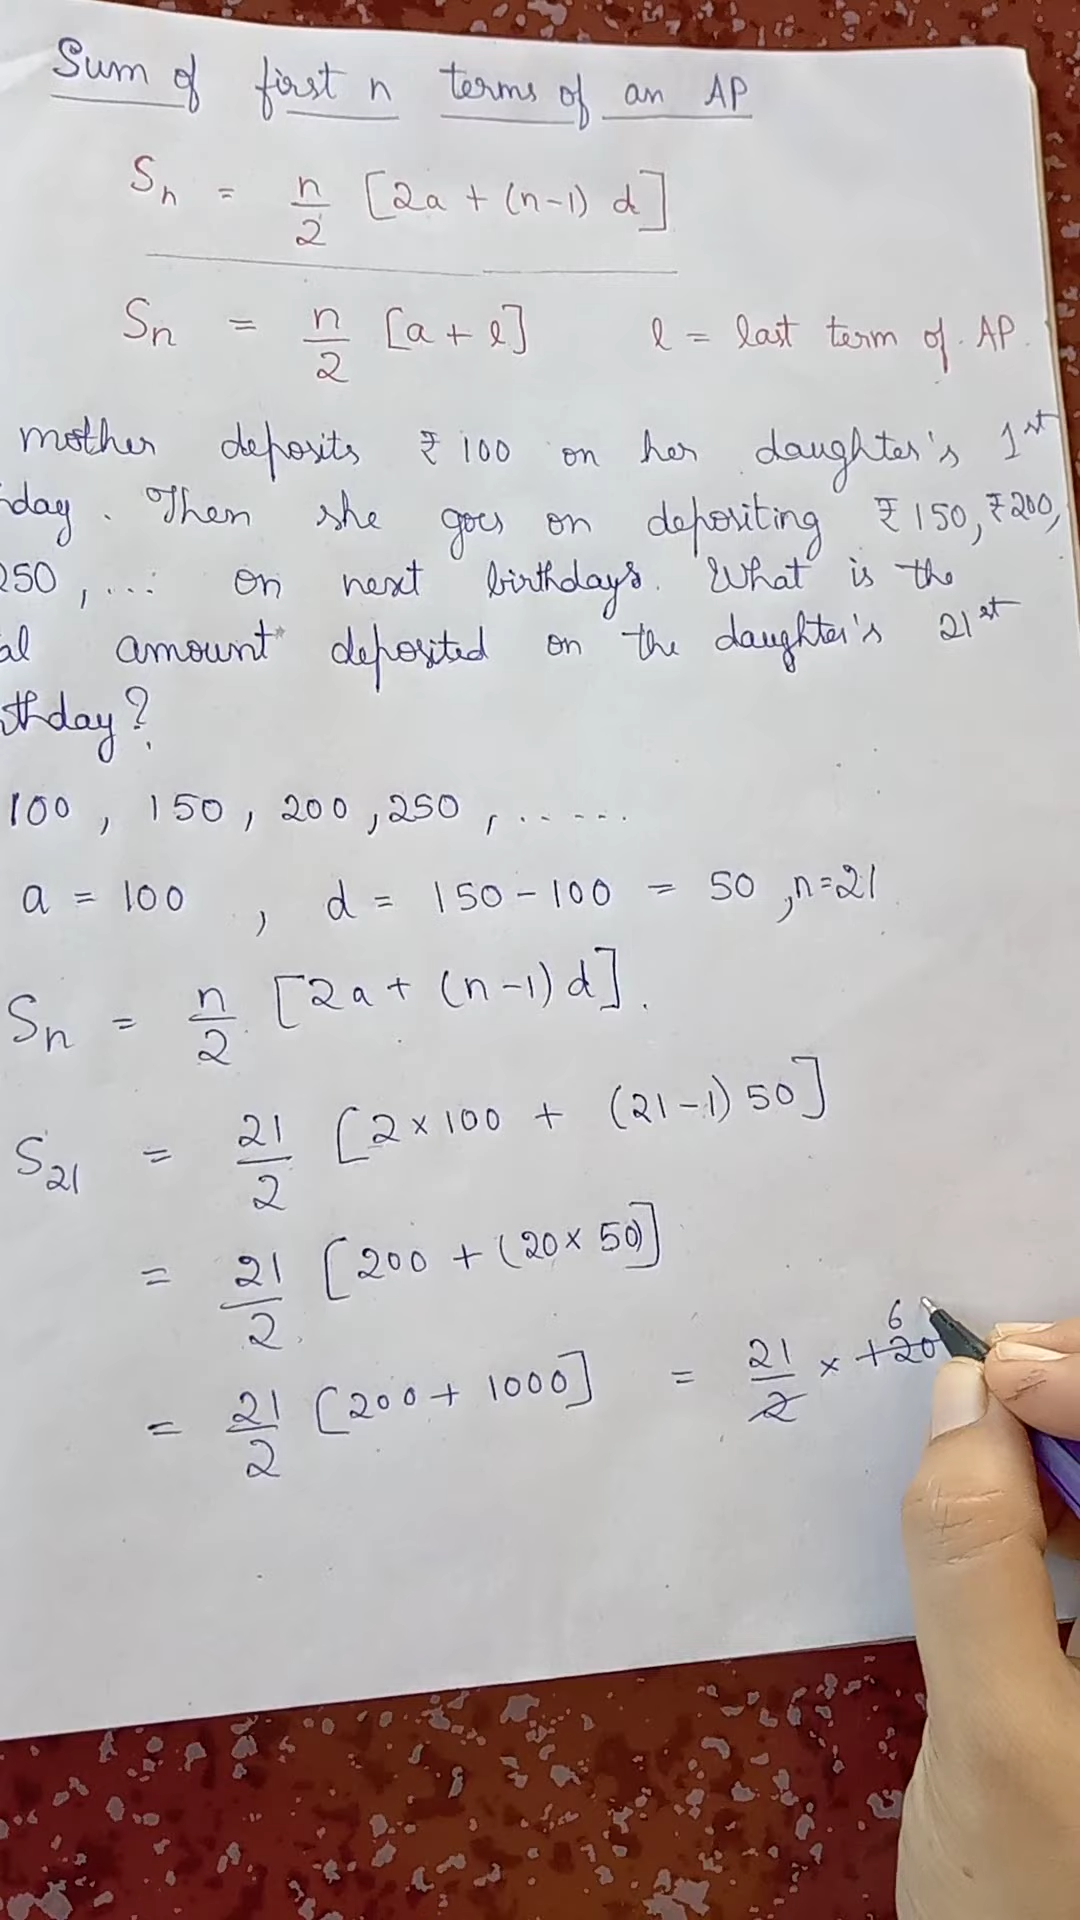 Sum of first n terms of an AP
Sn = n/2 [2a + (n-1) d]
Sn = n/2 [a + l] l = last term of AP.
mother deposits ₹ 100 on her daughter's 1st
day. Then she goes on depositing ₹ 150, ₹ 200,
250, ... on next birthdays. What is the
al amount deposited on the daughter's 21st
thday?
100, 150, 200, 250, ......
a = 100, d = 150 - 100 = 50, n=21
Sn = n/2 [2a + (n-1) d].
S21 = 21/2 [2 × 100 + (21-1) 50]
= 21/2 [200 + (20 × 50)]
= 21/2 [200 + 1000] = 21/2 × 120 6